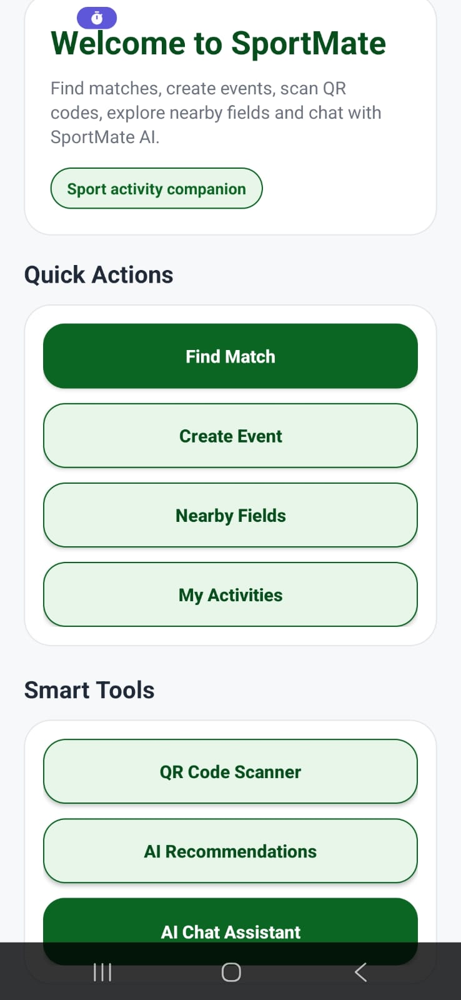 Welcome to SportMate
Find matches, create events, scan QR
codes, explore nearby fields and chat with
SportMate AI.
Sport activity companion
Quick Actions
Find Match
Create Event
Nearby Fields
My Activities
Smart Tools
QR Code Scanner
AI Recommendations
AI Chat Assistant